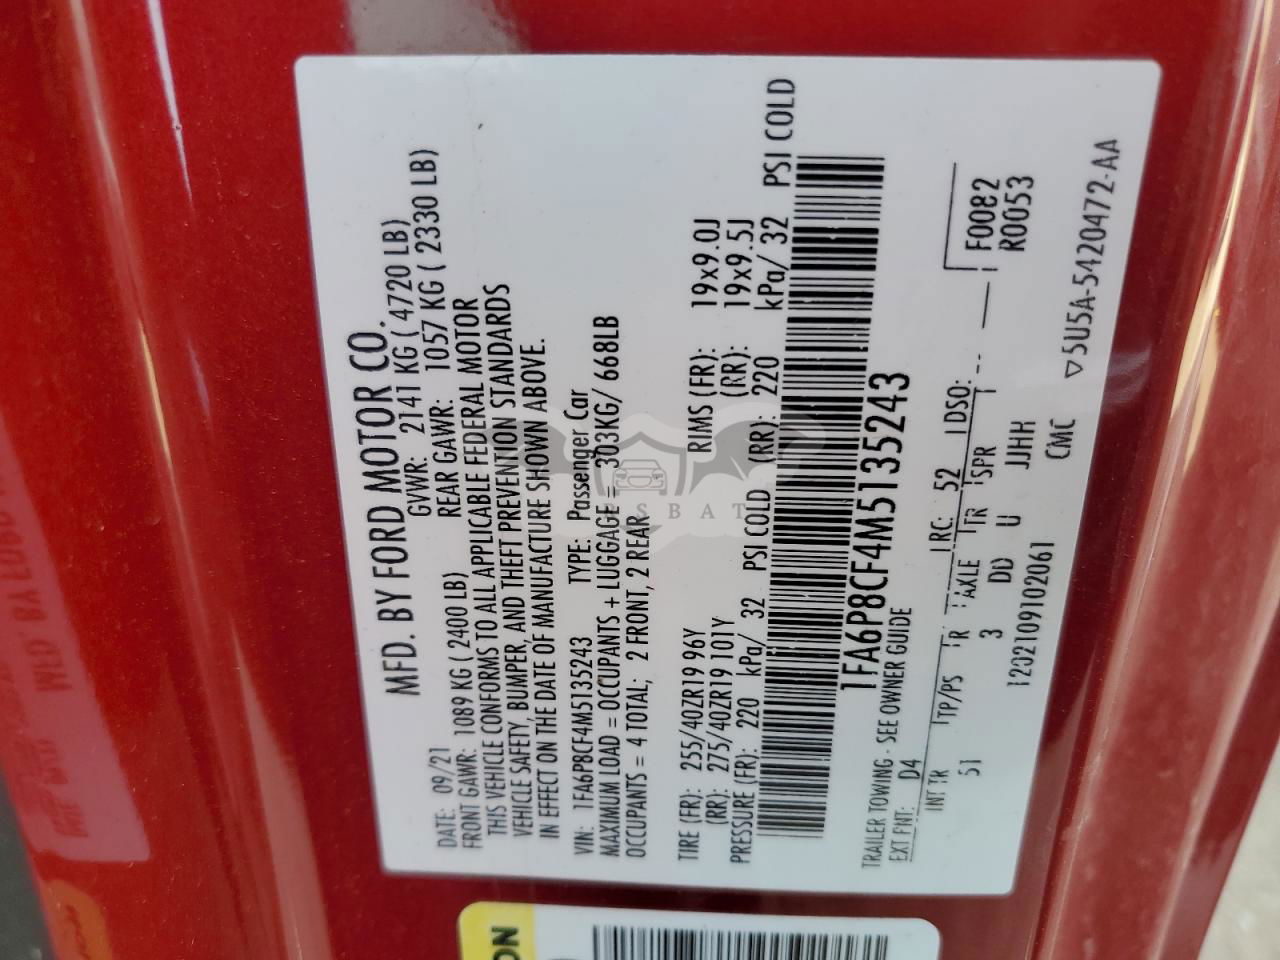 MFD. BY FORD MOTOR CO.
DATE: 09/21 GVWR: 2141 KG ( 4720 LB)
FRONT GAWR: 1089 KG ( 2400 LB) REAR GAWR: 1057 KG ( 2330 LB)
THIS VEHICLE CONFORMS TO ALL APPLICABLE FEDERAL MOTOR
VEHICLE SAFETY, BUMPER, AND THEFT PREVENTION STANDARDS
IN EFFECT ON THE DATE OF MANUFACTURE SHOWN ABOVE.
VIN: 1FA6P8CF4M5135243 TYPE: Passenger Car
MAXIMUM LOAD = OCCUPANTS + LUGGAGE = 303KG/ 668LB
OCCUPANTS = 4 TOTAL; 2 FRONT, 2 REAR
TIRE (FR): 255/40ZR19 96Y RIMS (FR): 19x9.0J
(RR): 275/40ZR19 101Y (RR): 19x9.5J
PRESSURE (FR): 220 kPa/ 32 PSI COLD (RR): 220 kPa/ 32 PSI COLD
1FA6P8CF4M5135243
TRAILER TOWING - SEE OWNER GUIDE
EXT PNT: D4 RC: 52 DSO: F0082
R0053
INT TR TP/PS R AXLE TR SPR
51 3 DD U JJHH
1202109102061 CMC
▽5U5A-5420472-AA
SBAT
ON